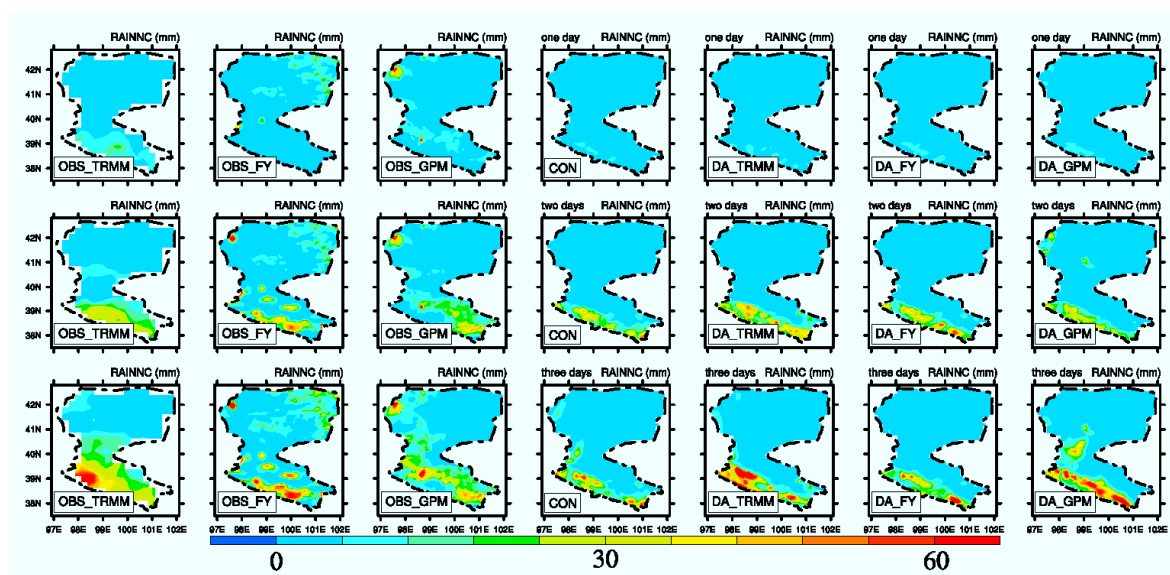 RAINNC (mm) RAINNC (mm) RAINNC (mm) one day RAINNC (mm) one day RAINNC (mm) one day RAINNC (mm) one day RAINNC (mm)
42N
41N
40N
39N
38N
OBS_TRMM OBS_FY OBS_GPM CON DA_TRMM DA_FY DA_GPM
RAINNC (mm) RAINNC (mm) RAINNC (mm) two days RAINNC (mm) two days RAINNC (mm) two days RAINNC (mm) two days RAINNC (mm)
42N
41N
40N
39N
38N
OBS_TRMM OBS_FY OBS_GPM CON DA_TRMM DA_FY DA_GPM
RAINNC (mm) RAINNC (mm) RAINNC (mm) three days RAINNC (mm) three days RAINNC (mm) three days RAINNC (mm) three days RAINNC (mm)
42N
41N
40N
39N
38N
OBS_TRMM OBS_FY OBS_GPM CON DA_TRMM DA_FY DA_GPM
97E 98E 99E 100E 101E 102E 97E 98E 99E 100E 101E 102E 97E 98E 99E 100E 101E 102E 97E 98E 99E 100E 101E 102E 97E 98E 99E 100E 101E 102E 97E 98E 99E 100E 101E 102E 97E 98E 99E 100E 101E 102E
0 30 60